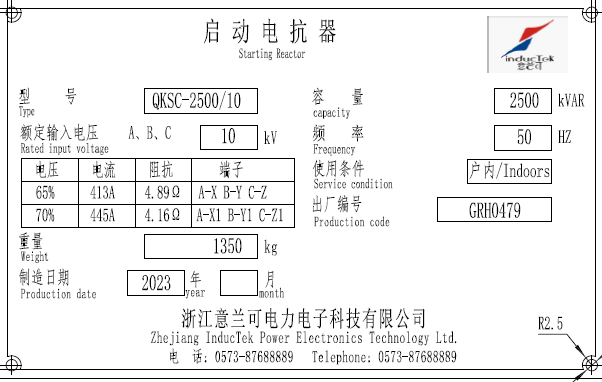 启动电抗器
Starting Reactor
inducTek
意兰可
型 号 QKSC-2500/10 容 量 2500 kVAR
Type capacity
额定输入电压 A、B、C 10 kV 频 率 50 HZ
Rated input voltage Frequency
电压 电流 阻抗 端子 使用条件 户内/Indoors
Service condition
65% 413A 4.89Ω A-X B-Y C-Z
70% 445A 4.16Ω A-X1 B-Y1 C-Z1 出厂编号 GRH0479
Production code
重量 1350 kg
Weight
制造日期 2023 年 月
Production date year month
浙江意兰可电力电子科技有限公司
Zhejiang InducTek Power Electronics Technology Ltd.
电 话: 0573-87688889 Telephone: 0573-87688889
R2.5